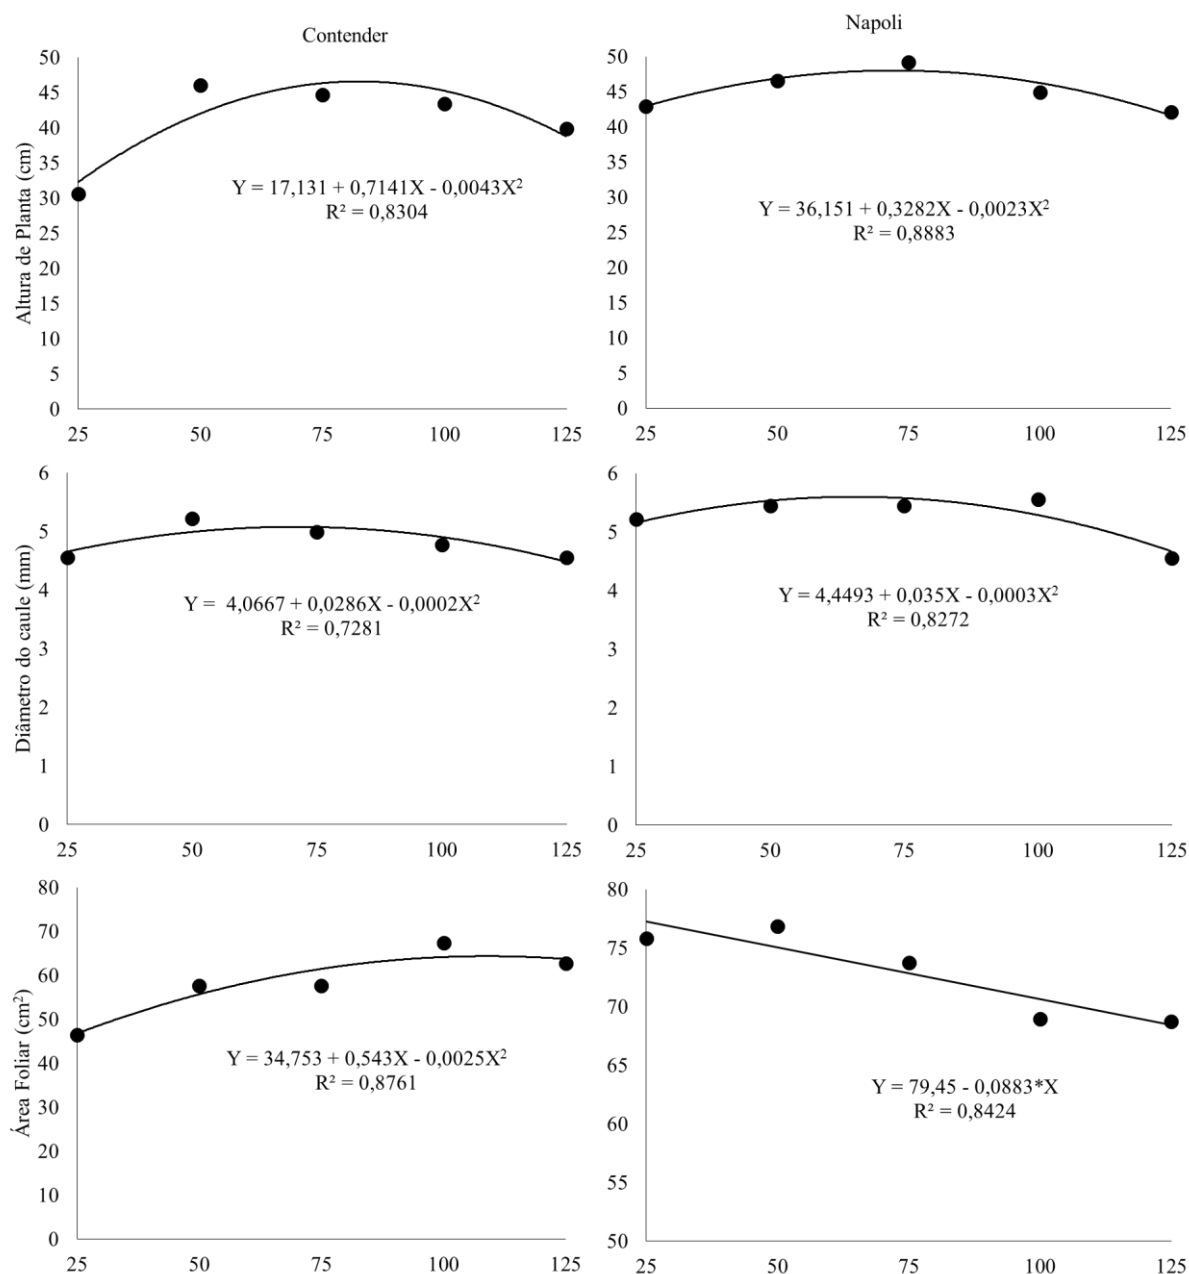 Contender
50
45
40
35
30
25
20
15
10
5
0
Altura de Planta (cm)
Y = 17,131 + 0,7141X - 0,0043X²
R² = 0,8304
25 50 75 100 125
Napoli
50
45
40
35
30
25
20
15
10
5
0
Y = 36,151 + 0,3282X - 0,0023X²
R² = 0,8883
25 50 75 100 125
6
5
4
3
2
1
0
Diâmetro do caule (mm)
Y = 4,0667 + 0,0286X - 0,0002X²
R² = 0,7281
25 50 75 100 125
6
5
4
3
2
1
0
Y = 4,4493 + 0,035X - 0,0003X²
R² = 0,8272
25 50 75 100 125
80
70
60
50
40
30
20
10
0
Área Foliar (cm²)
Y = 34,753 + 0,543X - 0,0025X²
R² = 0,8761
25 50 75 100 125
80
75
70
65
60
55
50
Y = 79,45 - 0,0883*X
R² = 0,8424
25 50 75 100 125